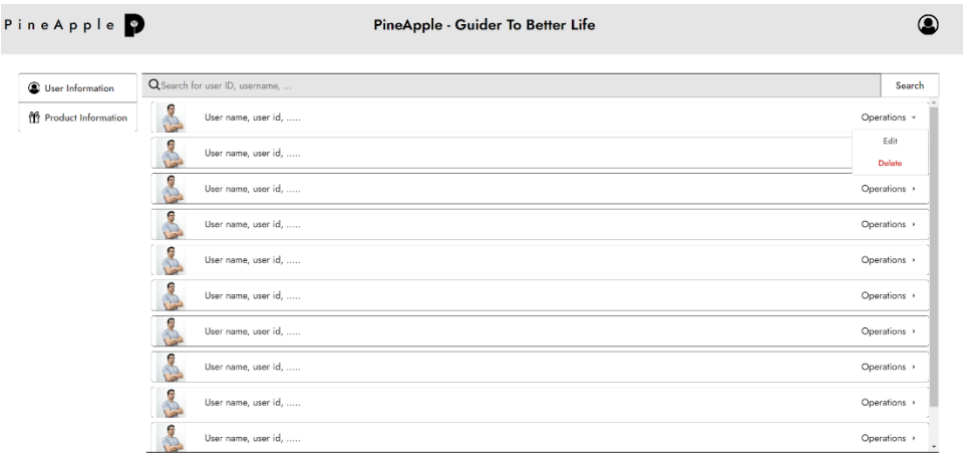 PineApple
PineApple - Guider To Better Life
User Information
Product Information
Search for user ID, username, ...
Search
User name, user id, .....
Operations
Edit
Delete
User name, user id, .....
User name, user id, .....
Operations
User name, user id, .....
Operations
User name, user id, .....
Operations
User name, user id, .....
Operations
User name, user id, .....
Operations
User name, user id, .....
Operations
User name, user id, .....
Operations
User name, user id, .....
Operations